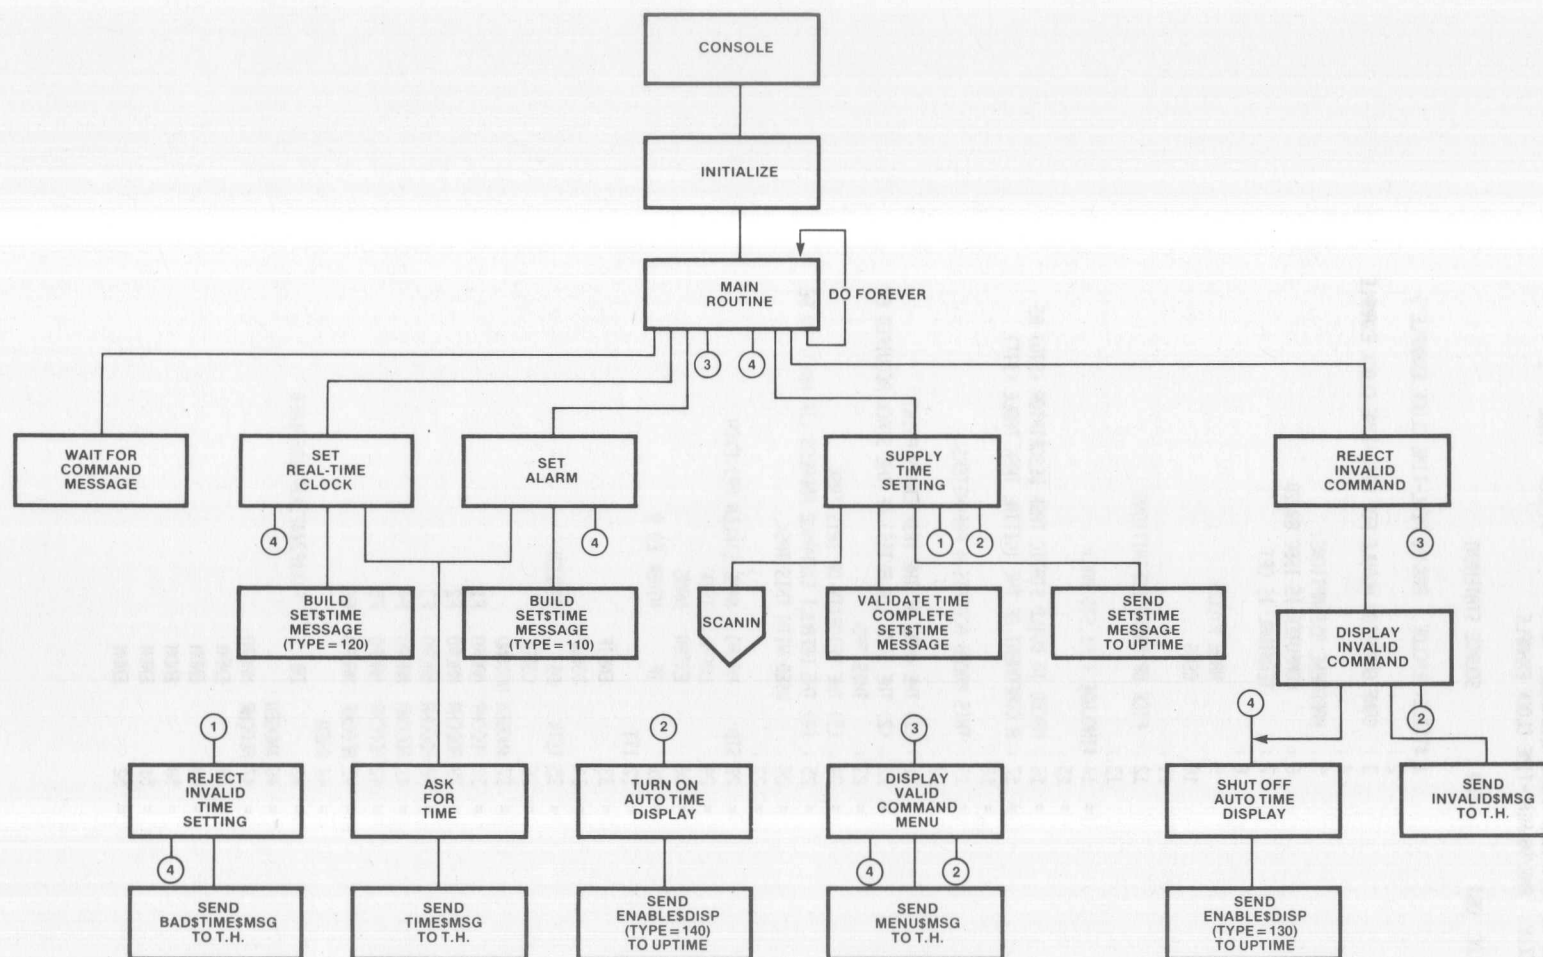 CONSOLE
INITIALIZE
MAIN
ROUTINE
DO FOREVER
3
4
WAIT FOR
COMMAND
MESSAGE
SET
REAL-TIME
CLOCK
SET
ALARM
SUPPLY
TIME
SETTING
REJECT
INVALID
COMMAND
4
4
1
2
3
BUILD
SET$TIME
MESSAGE
(TYPE = 120)
BUILD
SET$TIME
MESSAGE
(TYPE = 110)
SCANIN
VALIDATE TIME
COMPLETE
SET$TIME
MESSAGE
SEND
SET$TIME
MESSAGE
TO UPTIME
DISPLAY
INVALID
COMMAND
1
2
3
4
2
REJECT
INVALID
TIME
SETTING
ASK
FOR
TIME
TURN ON
AUTO TIME
DISPLAY
DISPLAY
VALID
COMMAND
MENU
SHUT OFF
AUTO TIME
DISPLAY
SEND
INVALID$MSG
TO T.H.
4
4
2
SEND
BAD$TIME$MSG
TO T.H.
SEND
TIME$MSG
TO T.H.
SEND
ENABLE$DISP
(TYPE = 140)
TO UPTIME
SEND
MENU$MSG
TO T.H.
SEND
ENABLE$DISP
(TYPE = 130)
TO UPTIME